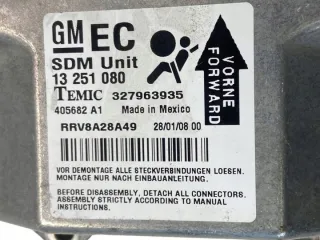 GM EC
SDM Unit
13 251 080
TEMIC 327963935
405682 A1 Made in Mexico
RRV8A28A49 28/01/08 00
VORNE
FORWARD
VOR DEMONTAGE ALLE STECKVERBINDUNGEN LOESEN.
MONTAGE NUR NACH EINBAUANLEITUNG.
BEFORE DISASSEMBLY, DETACH ALL CONNECTORS.
ASSEMBLY STRICTLY ACCORDING TO MANUAL
INSTRUCTIONS.